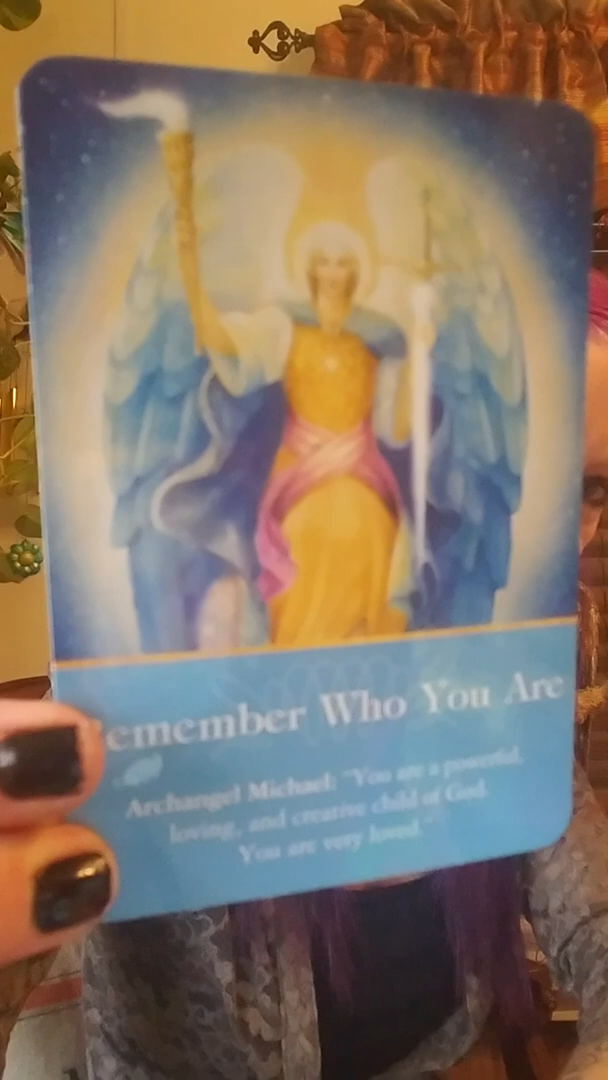 emember Who You Are
Archangel Michael: "You are a powerful,
loving, and creative child of God.
You are very loved."